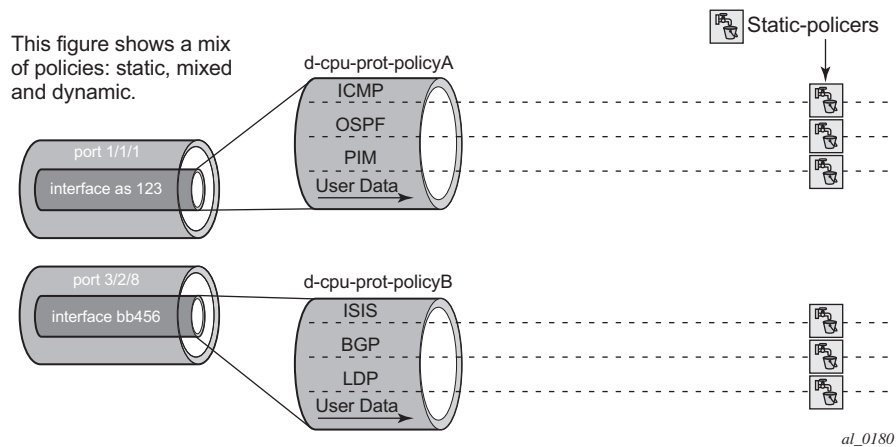 Static-policers
This figure shows a mix
of policies: static, mixed
and dynamic.
d-cpu-prot-policyA
ICMP
OSPF
PIM
User Data
port 1/1/1
interface as 123
d-cpu-prot-policyB
ISIS
BGP
LDP
User Data
port 3/2/8
interface bb456
al_0180